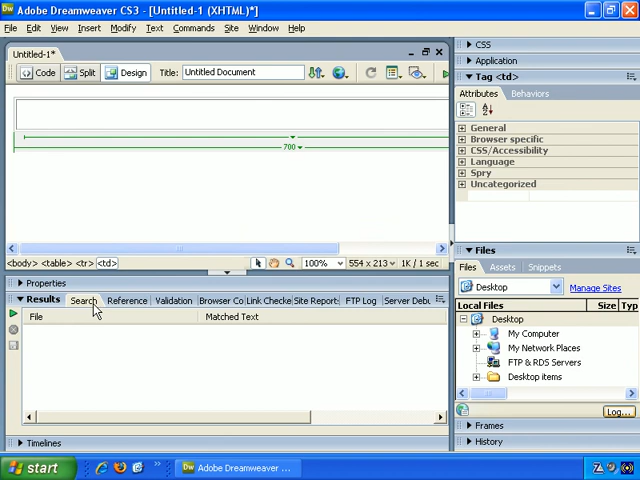 Adobe Dreamweaver CS3 - [Untitled-1 (XHTML)*]
File Edit View Insert Modify Text Commands Site Window Help
Untitled-1*
Code Split Design Title: Untitled Document
700
<body> <table> <tr> <td> 100% 554 x 213 1K / 1 sec
Properties
Results Search Reference Validation Browser Co Link Checke Site Reports FTP Log Server Debu
File Matched Text
Timelines
CSS
Application
Tag <td>
Attributes Behaviors
General
Browser specific
CSS/Accessibility
Language
Spry
Uncategorized
Files
Files Assets Snippets
Desktop Manage Sites
Local Files Size Typ
Desktop
My Computer
My Network Places
FTP & RDS Servers
Desktop items
Log...
Frames
History
start Adobe Dreamweaver ...